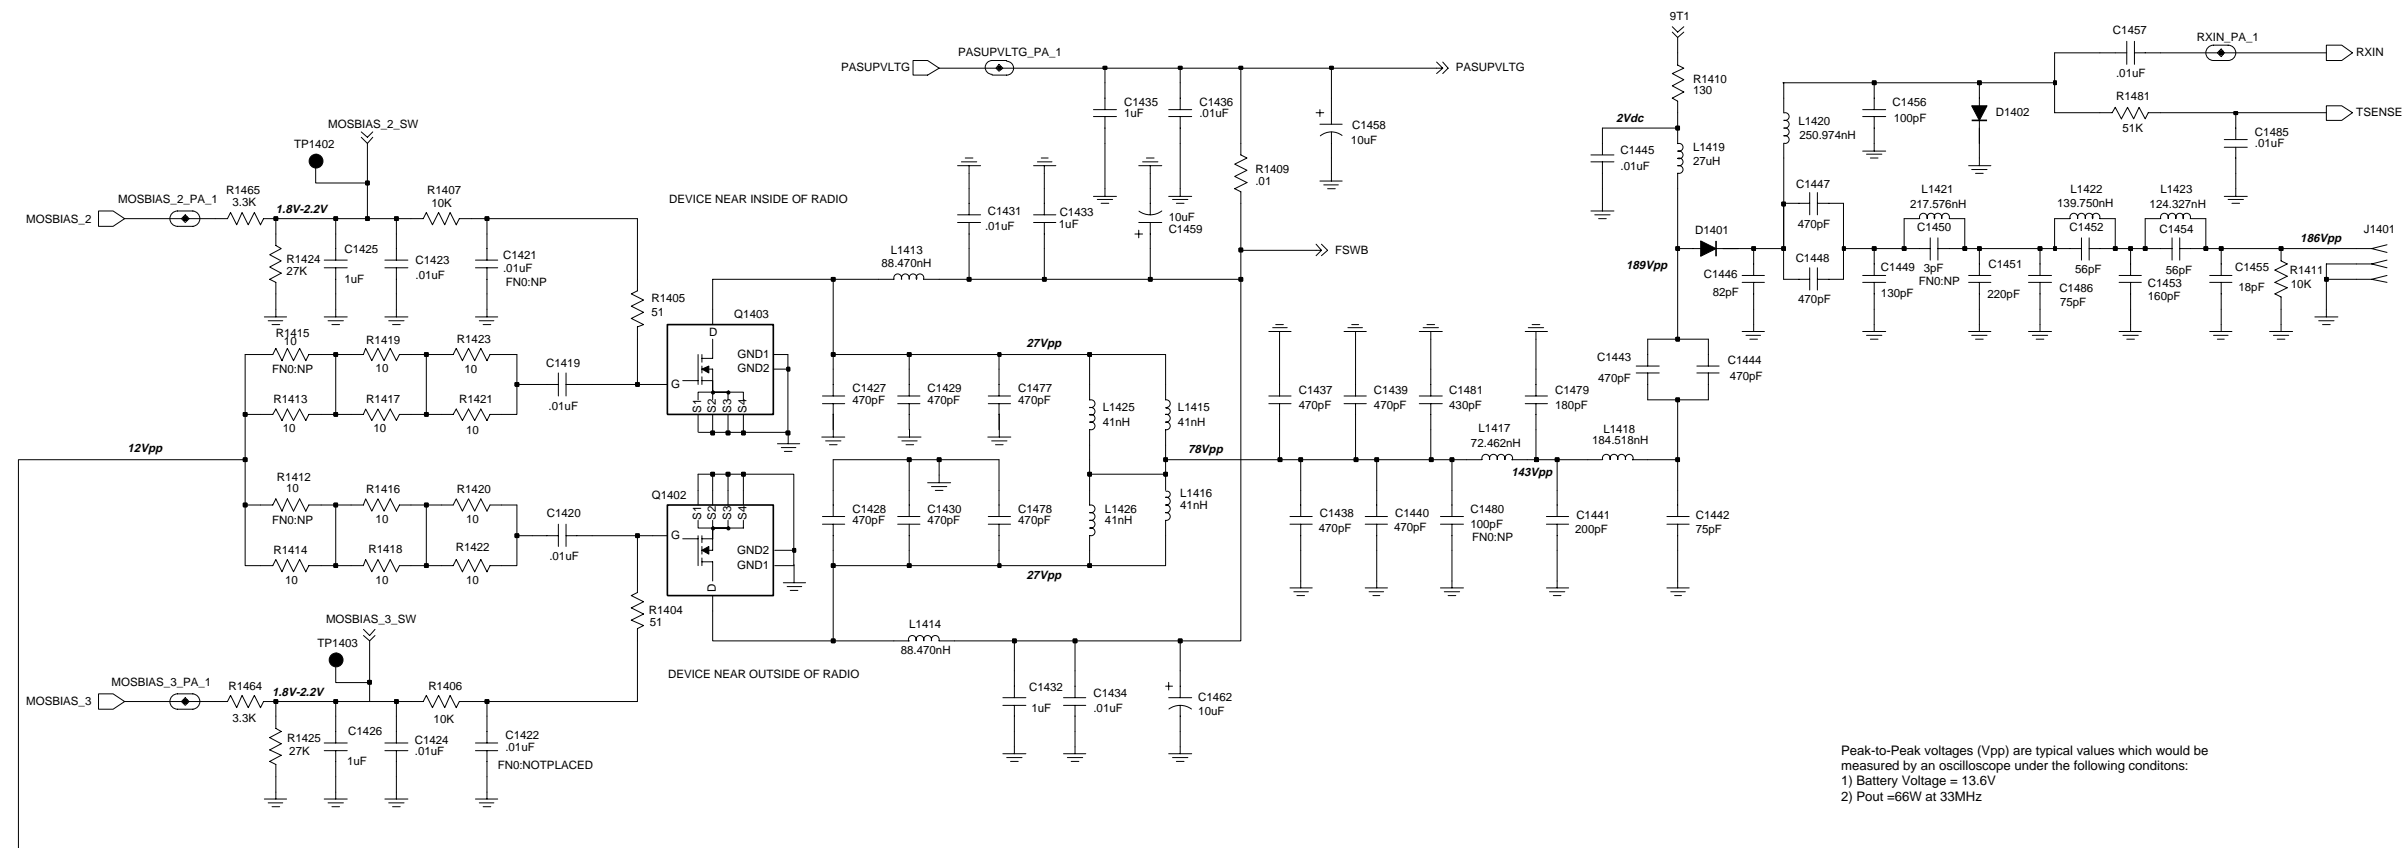 9T1
PASUPVLTG
PASUPVLTG_PA_1
PASUPVLTG
C1435
1uF
C1436
.01uF
C1458
10uF
R1409
.01
R1410
130
2Vdc
C1445
.01uF
L1419
27uH
C1457
.01uF
RXIN_PA_1
RXIN
L1420
250.974nH
C1456
100pF
D1402
R1481
51K
TSENSE
C1485
.01uF
MOSBIAS_2_SW
TP1402
MOSBIAS_2
MOSBIAS_2_PA_1
R1465
3.3K
1.8V-2.2V
R1407
10K
R1424
27K
C1425
1uF
C1423
.01uF
C1421
.01uF
FN0:NP
DEVICE NEAR INSIDE OF RADIO
L1413
88.470nH
C1431
.01uF
C1433
1uF
10uF
C1459
FSWB
189Vpp
D1401
C1446
82pF
C1447
470pF
C1448
470pF
C1449
130pF
L1421
217.576nH
C1450
3pF
FN0:NP
C1451
220pF
C1486
75pF
L1422
139.750nH
C1452
56pF
C1453
160pF
L1423
124.327nH
C1454
56pF
C1455
18pF
R1411
10K
186Vpp
J1401
R1405
51
Q1403
D
G
GND1
GND2
S1
S2
S3
S4
R1415
10
FN0:NP
R1419
10
R1423
10
R1413
10
R1417
10
R1421
10
C1419
.01uF
12Vpp
R1412
10
FN0:NP
R1416
10
R1420
10
R1414
10
R1418
10
R1422
10
C1420
.01uF
Q1402
S1
S2
S3
S4
G
GND2
GND1
D
R1404
51
27Vpp
C1427
470pF
C1429
470pF
C1477
470pF
L1425
41nH
L1415
41nH
C1428
470pF
C1430
470pF
C1478
470pF
L1426
41nH
L1416
41nH
27Vpp
78Vpp
C1437
470pF
C1439
470pF
C1481
430pF
C1479
180pF
L1417
72.462nH
143Vpp
L1418
184.518nH
C1443
470pF
C1444
470pF
C1438
470pF
C1440
470pF
C1480
100pF
FN0:NP
C1441
200pF
C1442
75pF
L1414
88.470nH
DEVICE NEAR OUTSIDE OF RADIO
C1432
1uF
C1434
.01uF
C1462
10uF
MOSBIAS_3_SW
TP1403
MOSBIAS_3
MOSBIAS_3_PA_1
R1464
3.3K
1.8V-2.2V
R1406
10K
R1425
27K
C1426
1uF
C1424
.01uF
C1422
.01uF
FN0:NOTPLACED
Peak-to-Peak voltages (Vpp) are typical values which would be
measured by an oscilloscope under the following conditons:
1) Battery Voltage = 13.6V
2) Pout =66W at 33MHz